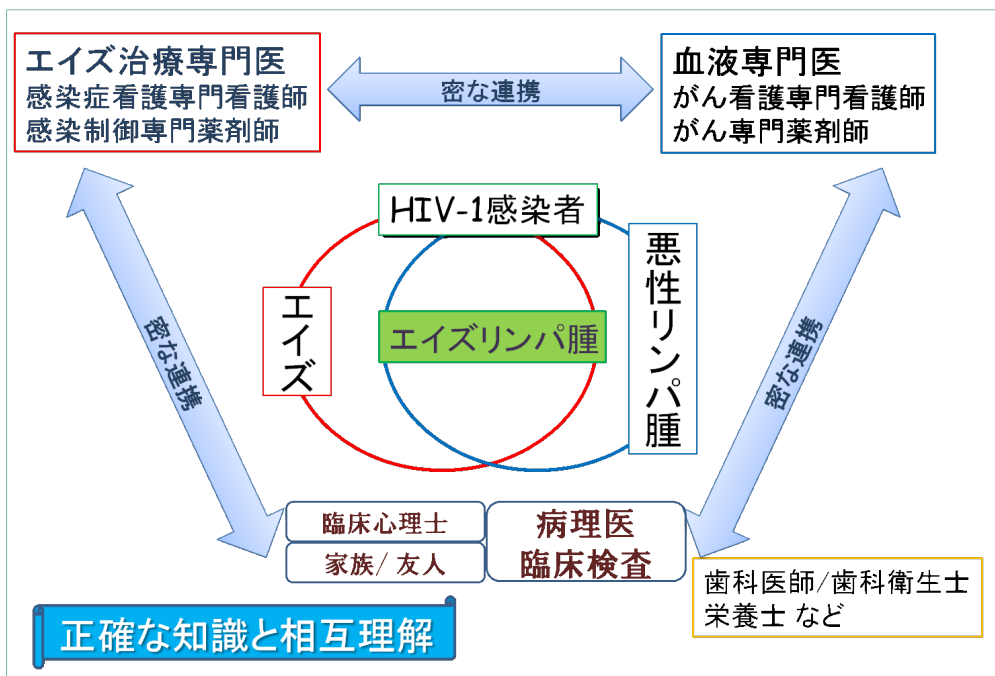 エイズ治療専門医
感染症看護専門看護師
感染制御専門薬剤師
密な連携
血液専門医
がん看護専門看護師
がん専門薬剤師
HIV-1感染者
エイズ
エイズリンパ腫
悪性リンパ腫
密な連携
密な連携
臨床心理士
家族/ 友人
病理医
臨床検査
歯科医師/歯科衛生士
栄養士 など
正確な知識と相互理解